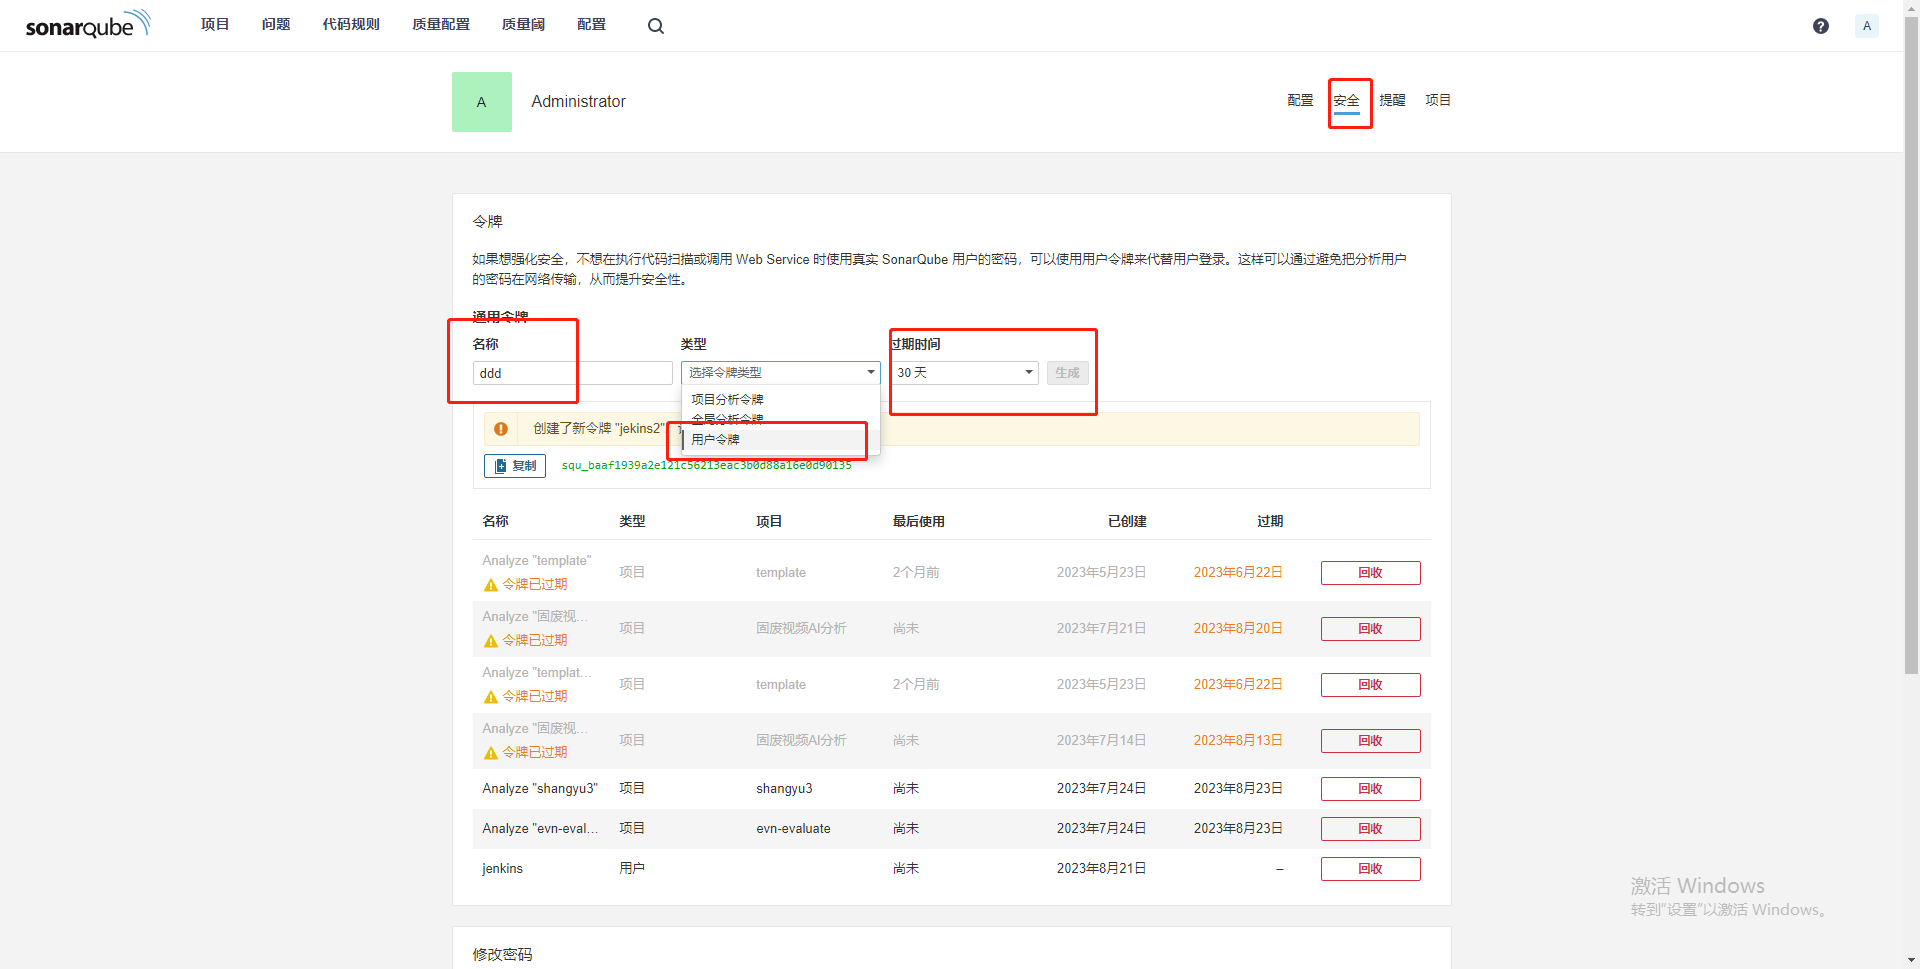 sonarqube 项目 问题 代码规则 质量配置 质量阈 配置 ? A
A Administrator 配置 安全 提醒 项目
令牌
如果想强化安全，不想在执行代码扫描或调用 Web Service 时使用真实 SonarQube 用户的密码，可以使用用户令牌来代替用户登录。这样可以通过避免把分析用户
的密码在网络传输，从而提升安全性。
通用令牌
名称 类型 过期时间
ddd 选择令牌类型 30 天 生成
项目分析令牌
全局分析令牌
用户令牌
创建了新令牌 "jekins2"
复制 squ_baaf1939a2e121c56213eac3b0d88a16e0d90135
名称 类型 项目 最后使用 已创建 过期
Analyze "template"
令牌已过期 项目 template 2个月前 2023年5月23日 2023年6月22日 回收
Analyze "固废视...
令牌已过期 项目 固废视频AI分析 尚未 2023年7月21日 2023年8月20日 回收
Analyze "templat...
令牌已过期 项目 template 2个月前 2023年5月23日 2023年6月22日 回收
Analyze "固废视...
令牌已过期 项目 固废视频AI分析 尚未 2023年7月14日 2023年8月13日 回收
Analyze "shangyu3" 项目 shangyu3 尚未 2023年7月24日 2023年8月23日 回收
Analyze "evn-eval... 项目 evn-evaluate 尚未 2023年7月24日 2023年8月23日 回收
jenkins 用户 尚未 2023年8月21日 – 回收
修改密码
激活 Windows
转到"设置"以激活 Windows。